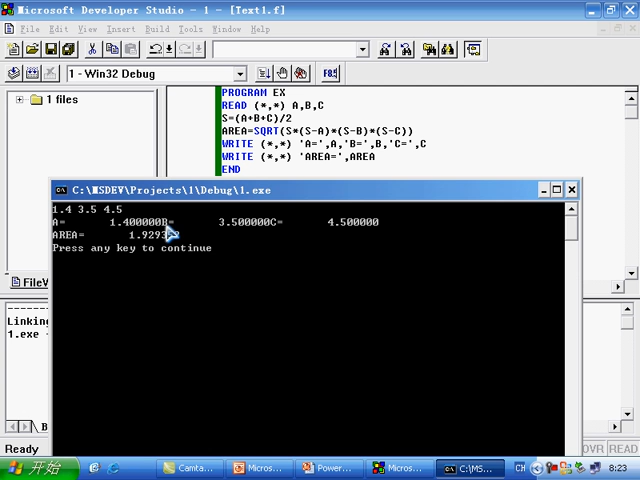 Microsoft Developer Studio - 1 - [Text1.f]
File Edit View Insert Build Tools Window Help
1 - Win32 Debug
1 files
PROGRAM EX
READ (*,*) A,B,C
S=(A+B+C)/2
AREA=SQRT(S*(S-A)*(S-B)*(S-C))
WRITE (*,*) 'A=',A,'B=',B,'C=',C
WRITE (*,*) 'AREA=',AREA
END
C:\MSDEV\Projects\1\Debug\1.exe
1.4 3.5 4.5
A= 1.400000B= 3.500000C= 4.500000
AREA=
Press any key to continue
FileV
Linking
1.exe -
Ready
OVR READ
开始
Camta...
Micros...
Power...
Micros...
C:\MS...
CH
8:23